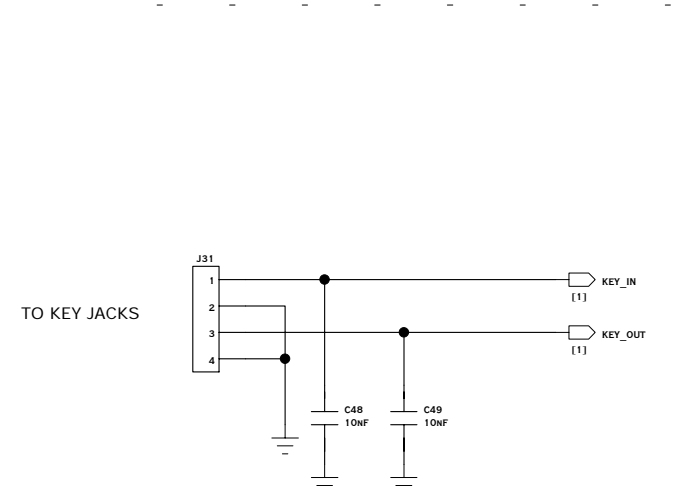 J31
1
KEY_IN
[1]
2
TO KEY JACKS
3
KEY_OUT
[1]
4
C48
10NF
C49
10NF